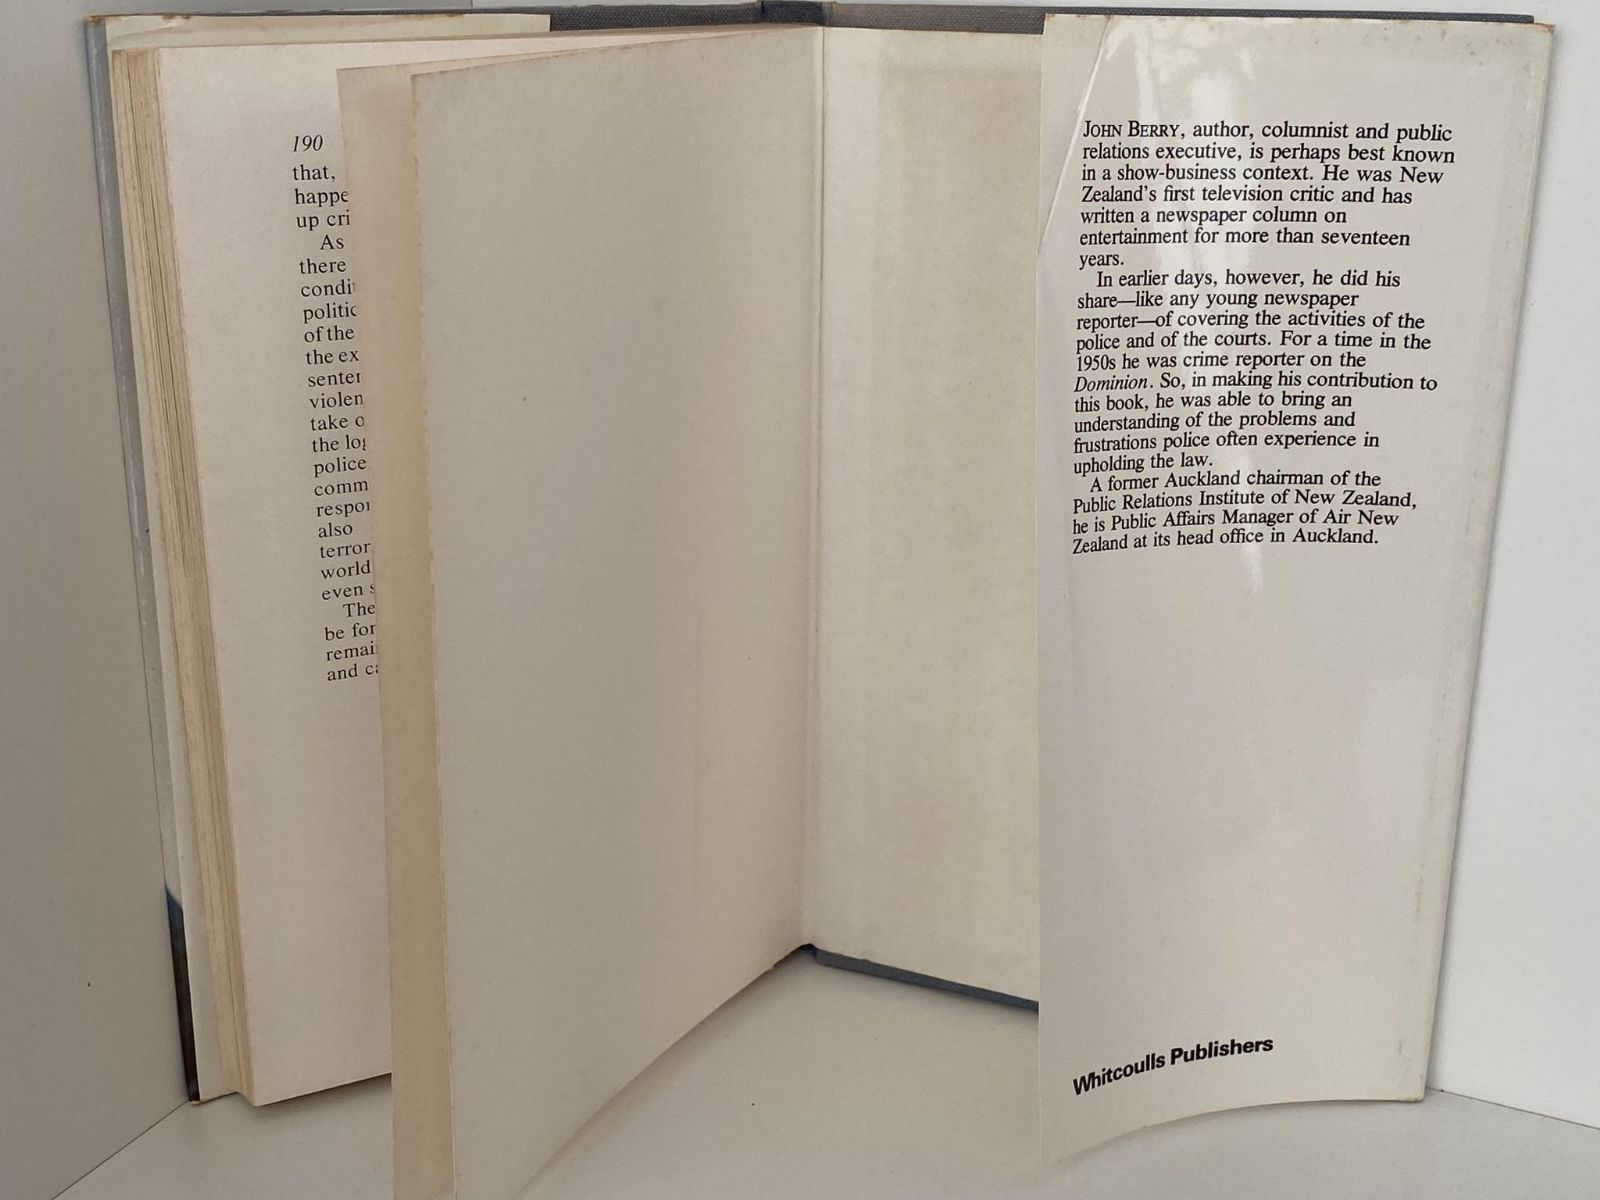 190
that,
happe
up cri
As
there
condi
politic
of the
the ex
senter
violen
take o
the log
police
comm
respon
also
terror
world
even s
The
be for
remai
and ca
JOHN BERRY, author, columnist and public
relations executive, is perhaps best known
in a show-business context. He was New
Zealand's first television critic and has
written a newspaper column on
entertainment for more than seventeen
years.
In earlier days, however, he did his
share—like any young newspaper
reporter—of covering the activities of the
police and of the courts. For a time in the
1950s he was crime reporter on the
Dominion. So, in making his contribution to
this book, he was able to bring an
understanding of the problems and
frustrations police often experience in
upholding the law.
A former Auckland chairman of the
Public Relations Institute of New Zealand,
he is Public Affairs Manager of Air New
Zealand at its head office in Auckland.
Whitcoulls Publishers